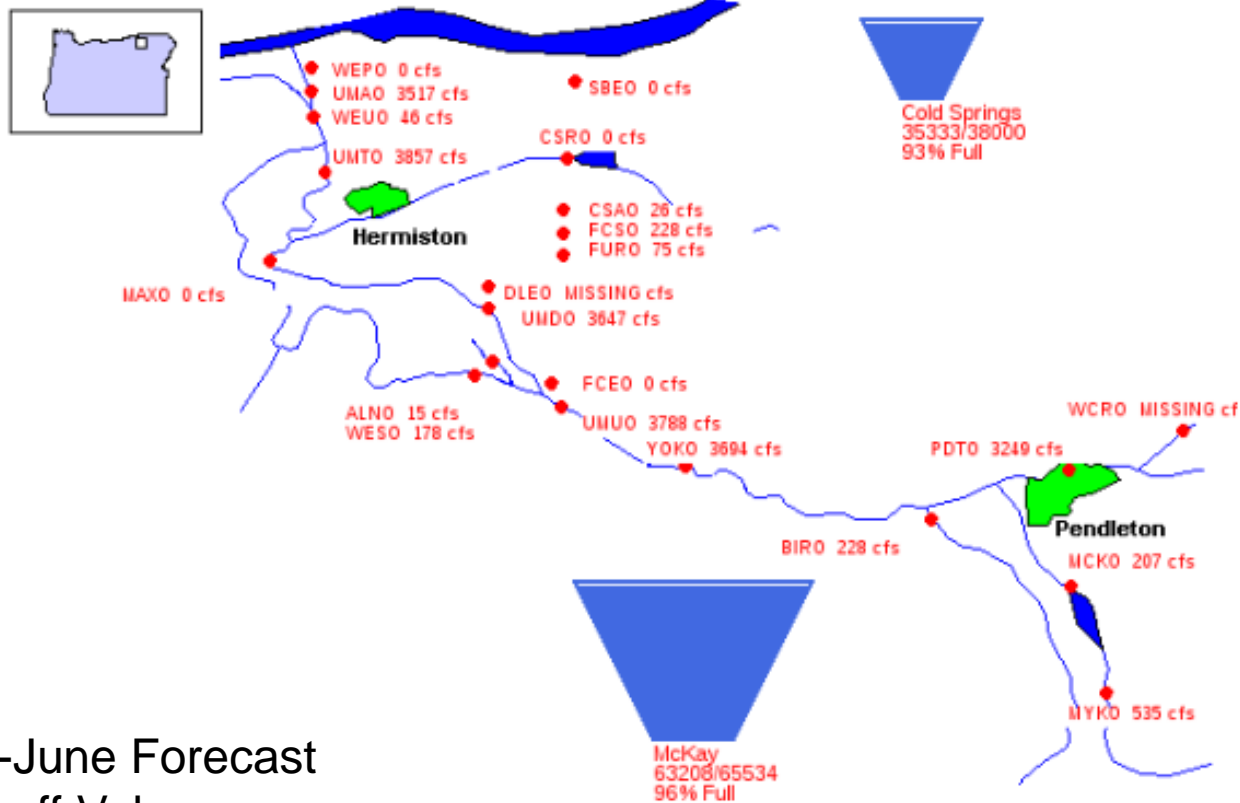 WEPO 0 cfs
UMAO 3517 cfs
WEUO 46 cfs
UMTO 3857 cfs
SBEO 0 cfs
CSRO 0 cfs
Cold Springs
35333/38000
93% Full
CSAO 26 cfs
FCSO 228 cfs
FURO 75 cfs
Hermiston
MAXO 0 cfs
DLEO MISSING cfs
UMDO 3647 cfs
FCEO 0 cfs
ALNO 15 cfs
WESO 178 cfs
UMUO 3788 cfs
YOKO 3694 cfs
WCRO MISSING cf
PDTO 3249 cfs
Pendleton
BIRO 228 cfs
MCKO 207 cfs
MYKO 535 cfs
McKay
63208/65534
96% Full
-June Forecast